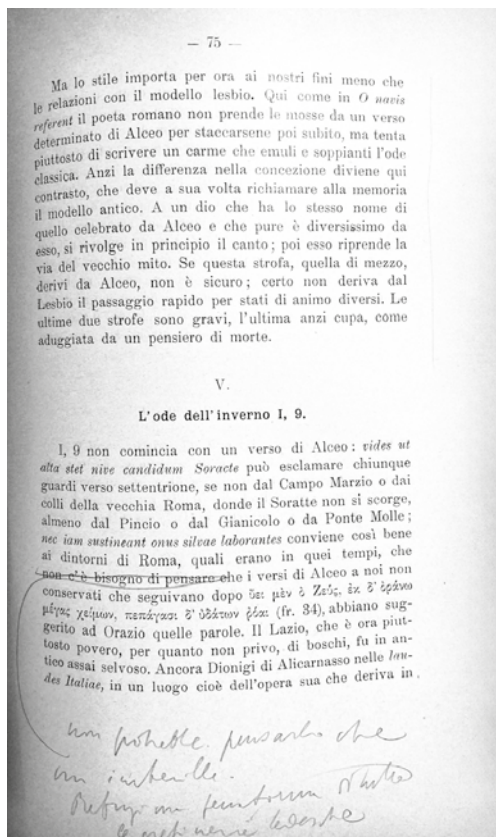 — 75 —
Ma lo stile importa per ora ai nostri fini meno che
le relazioni con il modello lesbio. Qui come in O navis
referent il poeta romano non prende le mosse da un verso
determinato di Alceo per staccarsene poi subito, ma tenta
piuttosto di scrivere un carme che emuli e soppianti l'ode
classica. Anzi la differenza nella concezione diviene qui
contrasto, che deve a sua volta richiamare alla memoria
il modello antico. A un dio che ha lo stesso nome di
quello celebrato da Alceo e che pure è diversissimo da
esso, si rivolge in principio il canto; poi esso riprende la
via del vecchio mito. Se questa strofa, quella di mezzo,
derivi da Alceo, non è sicuro; certo non deriva dal
Lesbio il passaggio rapido per stati di animo diversi. Le
ultime due strofe sono gravi, l'ultima anzi cupa, come
aduggiata da un pensiero di morte.
V.
L'ode dell'inverno I, 9.
I, 9 non comincia con un verso di Alceo: vides ut
alta stet nive candidum Soracte può esclamare chiunque
guardi verso settentrione, se non dal Campo Marzio o dai
colli della vecchia Roma, donde il Soratte non si scorge,
almeno dal Pincio o dal Gianicolo o da Ponte Molle;
nec iam sustineant onus silvae laborantes conviene così bene
ai dintorni di Roma, quali erano in quei tempi, che
non c'è bisogno di pensare che i versi di Alceo a noi non
conservati che seguivano dopo ὔει μὲν ὀ Ζεύς, ἐκ δ' ὀράνω
μέγας χείμων, πεπάγασι δ' ὐδάτων ῤόαι (fr. 34), abbiano sug-
gerito ad Orazio quelle parole. Il Lazio, che è ora piut-
tosto povero, per quanto non privo, di boschi, fu in an-
tico assai selvoso. Ancora Dionigi di Alicarnasso nelle lau-
des Italiae, in un luogo cioè dell'opera sua che deriva in
non potrebbe pensarlo che
un imbecille.